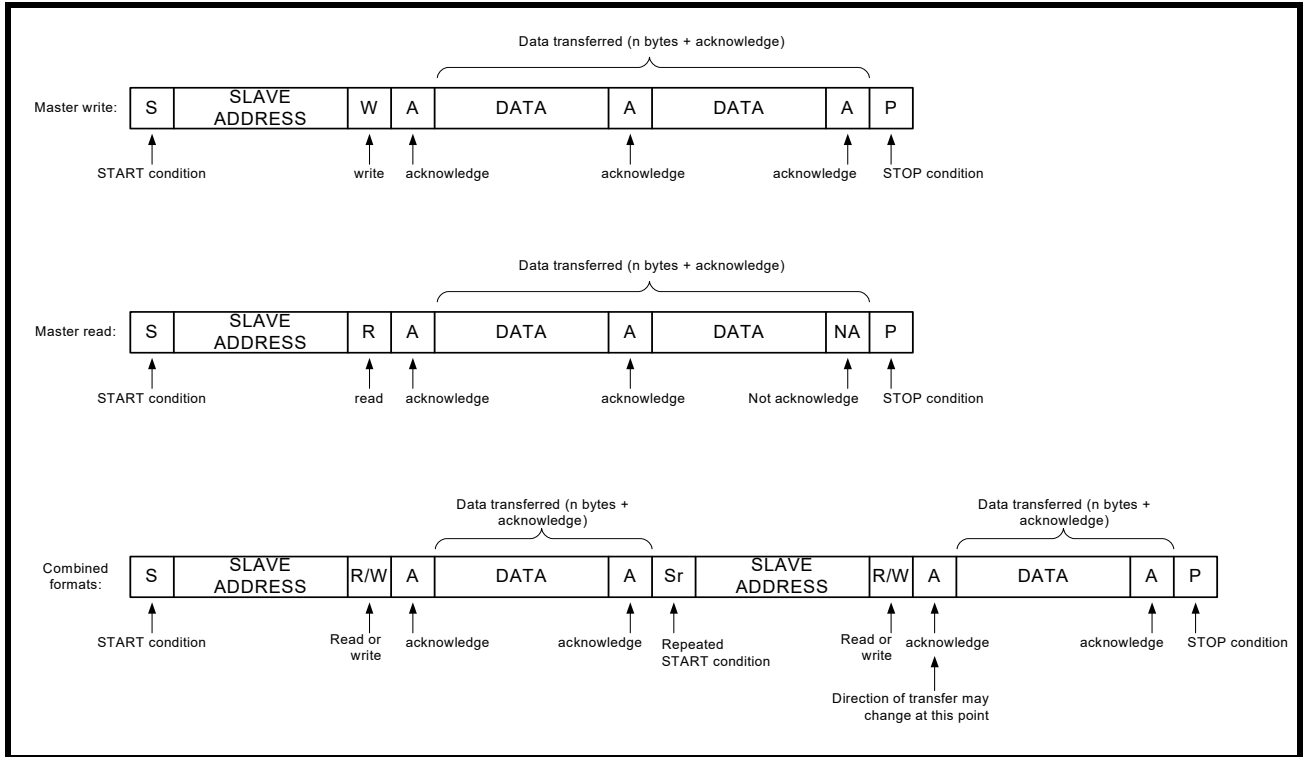 Data transferred (n bytes + acknowledge)
Master write:
S
SLAVE
ADDRESS
W
A
DATA
A
DATA
A
P
START condition
write
acknowledge
acknowledge
acknowledge
STOP condition
Data transferred (n bytes + acknowledge)
Master read:
S
SLAVE
ADDRESS
R
A
DATA
A
DATA
NA
P
START condition
read
acknowledge
acknowledge
Not acknowledge
STOP condition
Data transferred (n bytes +
acknowledge)
Data transferred (n bytes +
acknowledge)
Combined
formats:
S
SLAVE
ADDRESS
R/W
A
DATA
A
Sr
SLAVE
ADDRESS
R/W
A
DATA
A
P
START condition
Read or
write
acknowledge
acknowledge
Repeated
START condition
Read or
write
acknowledge
acknowledge
STOP condition
Direction of transfer may
change at this point